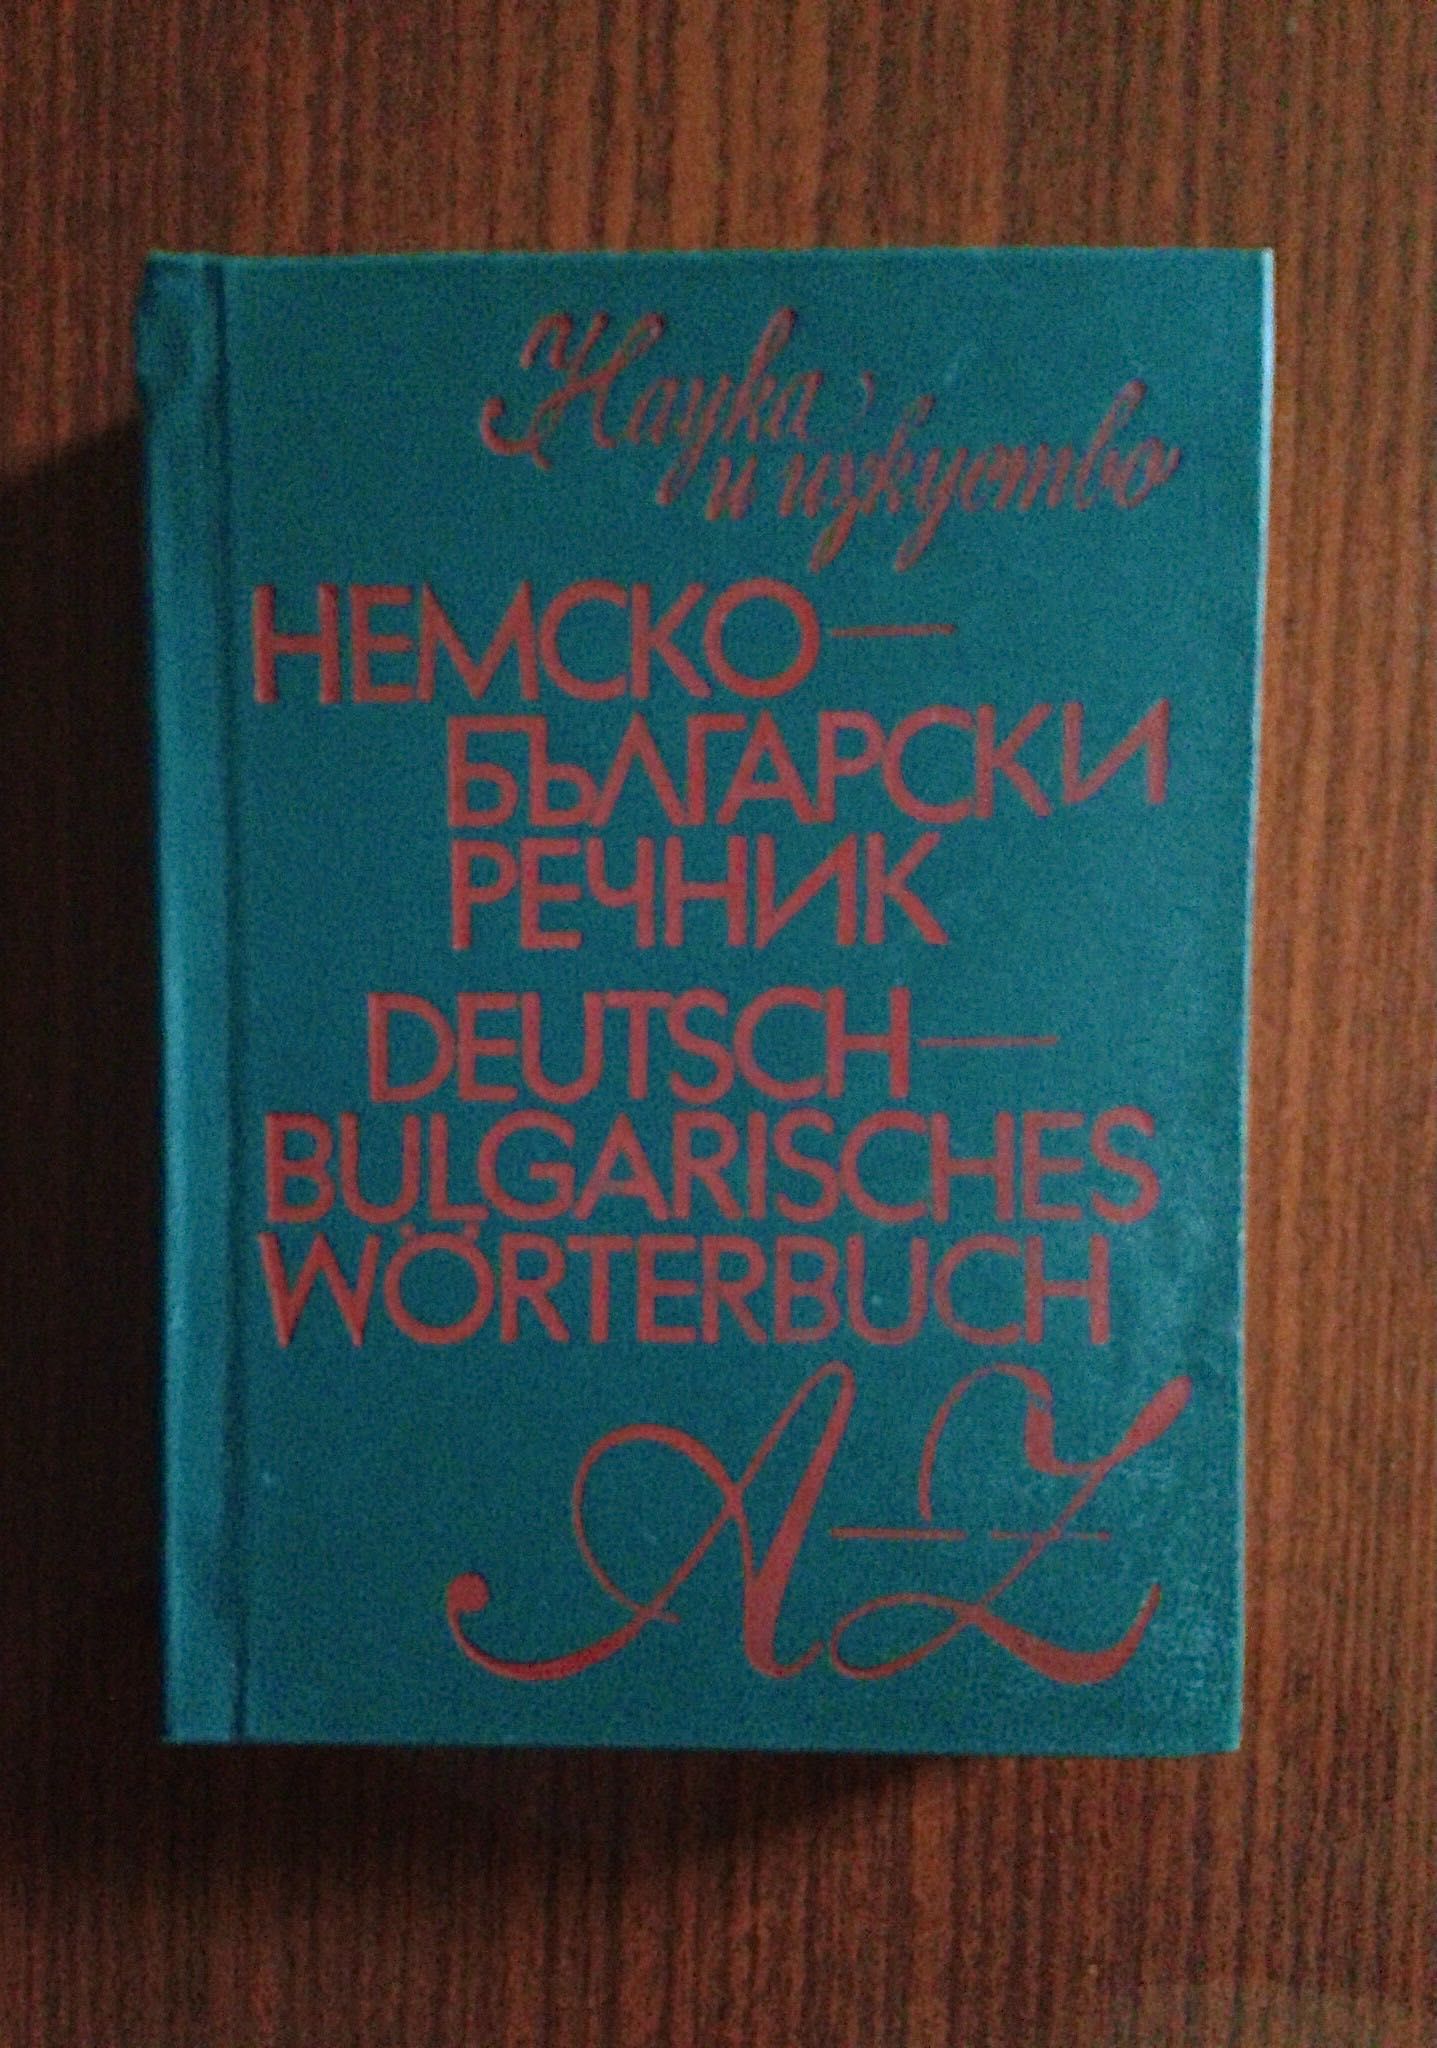 Наука
и изкуство
НЕМСКО—
БЪЛГАРСКИ
РЕЧНИК
DEUTSCH—
BULGARISCHES
WÖRTERBUCH
A—Z